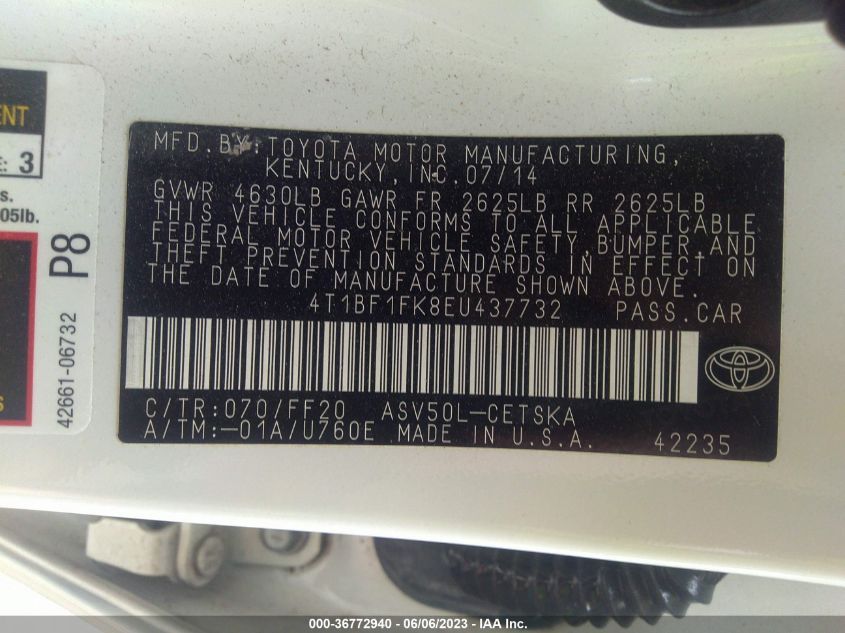 ENT
E: 3
s.
05lb.
P8
42661-06732
S
MFD.BY:TOYOTA MOTOR MANUFACTURING,
KENTUCKY,INC.07/14
GVWR 4630LB GAWR FR 2625LB RR 2625LB
THIS VEHICLE CONFORMS TO ALL APPLICABLE
FEDERAL MOTOR VEHICLE SAFETY,BUMPER,AND
THEFT PREVENTION STANDARDS IN EFFECT ON
THE DATE OF MANUFACTURE SHOWN ABOVE.
4T1BF1FK8EU437732 PASS.CAR
C/TR:070/FF20 ASV50L-CETSKA
A/TM:-01A/U760E MADE IN U.S.A. 42235
000-36772940 - 06/06/2023 - IAA Inc.